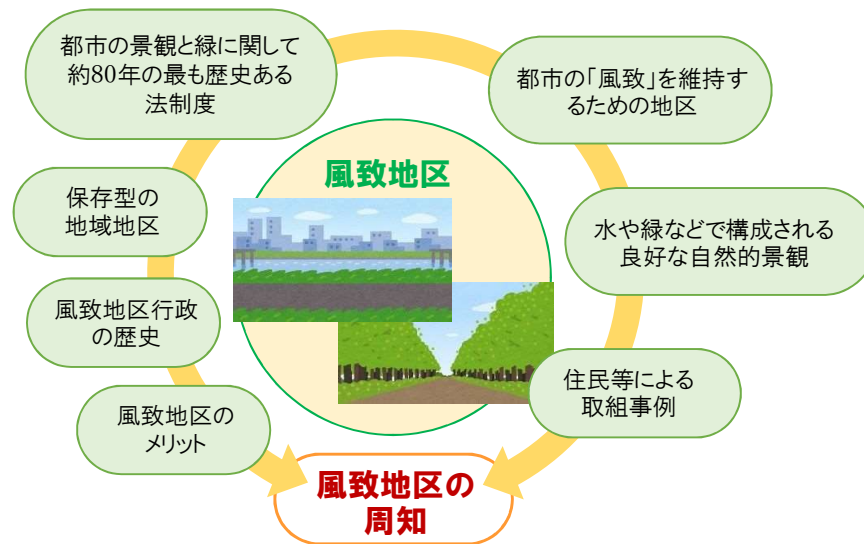 都市の景観と緑に関して
約80年の最も歴史ある
法制度
都市の「風致」を維持す
るための地区
風致地区
保存型の
地域地区
水や緑などで構成される
良好な自然的景観
風致地区行政
の歴史
住民等による
取組事例
風致地区の
メリット
風致地区の
周知